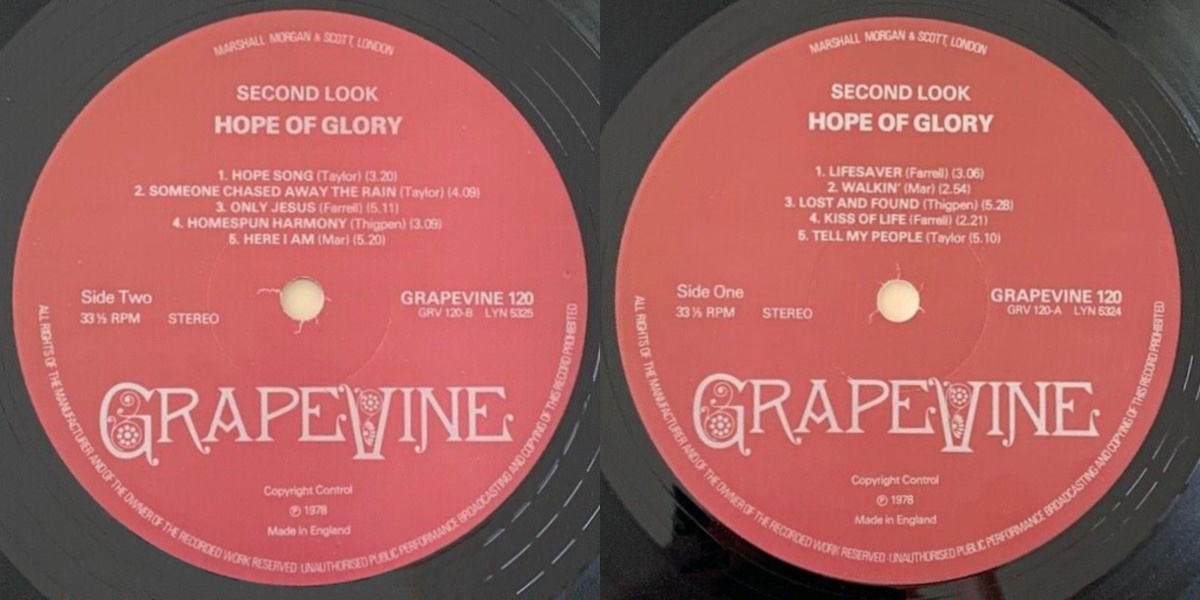 MARSHALL MORGAN & SCOTT, LONDON
SECOND LOOK
HOPE OF GLORY
1. HOPE SONG (Taylor) (3.20)
2. SOMEONE CHASED AWAY THE RAIN (Taylor) (4.09)
3. ONLY JESUS (Farrell) (5.11)
4. HOMESPUN HARMONY (Thigpen) (3.09)
5. HERE I AM (Mar) (5.20)
Side Two
33⅓ RPM STEREO
GRAPEVINE 120
GRV 120-B LYN 5325
GRAPEVINE
Copyright Control
℗ 1978
Made in England
ALL RIGHTS OF THE MANUFACTURER AND OF THE OWNER OF THE RECORDED WORK RESERVED · UNAUTHORISED PUBLIC PERFORMANCE BROADCASTING AND COPYING OF THIS RECORD PROHIBITED
MARSHALL MORGAN & SCOTT, LONDON
SECOND LOOK
HOPE OF GLORY
1. LIFESAVER (Farrell) (3.06)
2. WALKIN' (Mar) (2.54)
3. LOST AND FOUND (Thigpen) (5.28)
4. KISS OF LIFE (Farrell) (2.21)
5. TELL MY PEOPLE (Taylor (5.10)
Side One
33⅓ RPM STEREO
GRAPEVINE 120
GRV 120-A LYN 5324
GRAPEVINE
Copyright Control
℗ 1978
Made in England
ALL RIGHTS OF THE MANUFACTURER AND OF THE OWNER OF THE RECORDED WORK RESERVED · UNAUTHORISED PUBLIC PERFORMANCE BROADCASTING AND COPYING OF THIS RECORD PROHIBITED